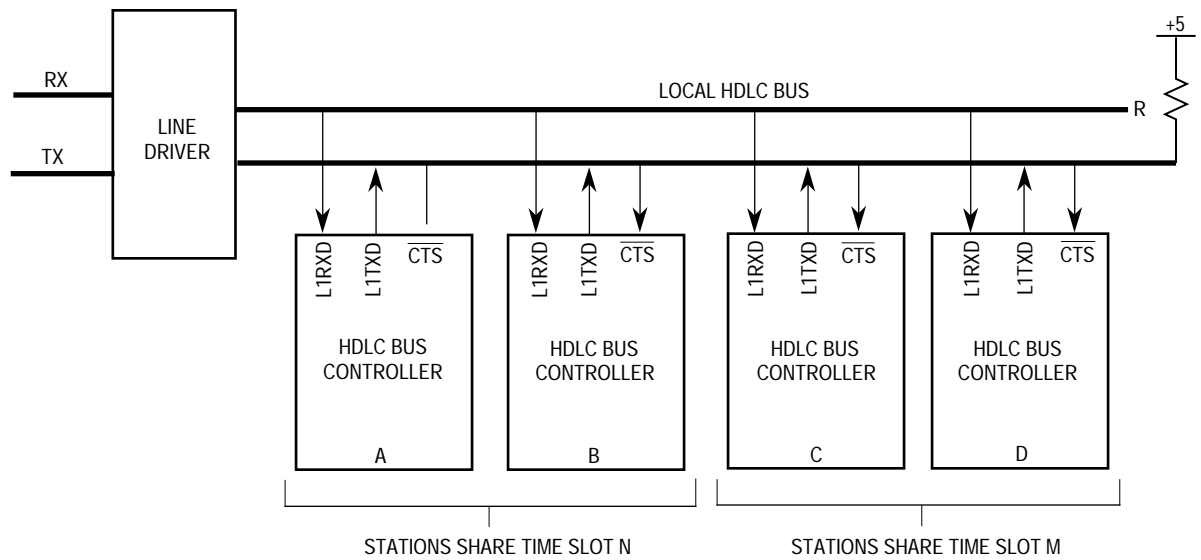 +5
RX
LOCAL HDLC BUS
R
LINE
DRIVER
TX
L1RXD
L1TXD
CTS
L1RXD
L1TXD
CTS
L1RXD
L1TXD
CTS
L1RXD
L1TXD
CTS
HDLC BUS
CONTROLLER
HDLC BUS
CONTROLLER
HDLC BUS
CONTROLLER
HDLC BUS
CONTROLLER
A
B
C
D
STATIONS SHARE TIME SLOT N
STATIONS SHARE TIME SLOT M